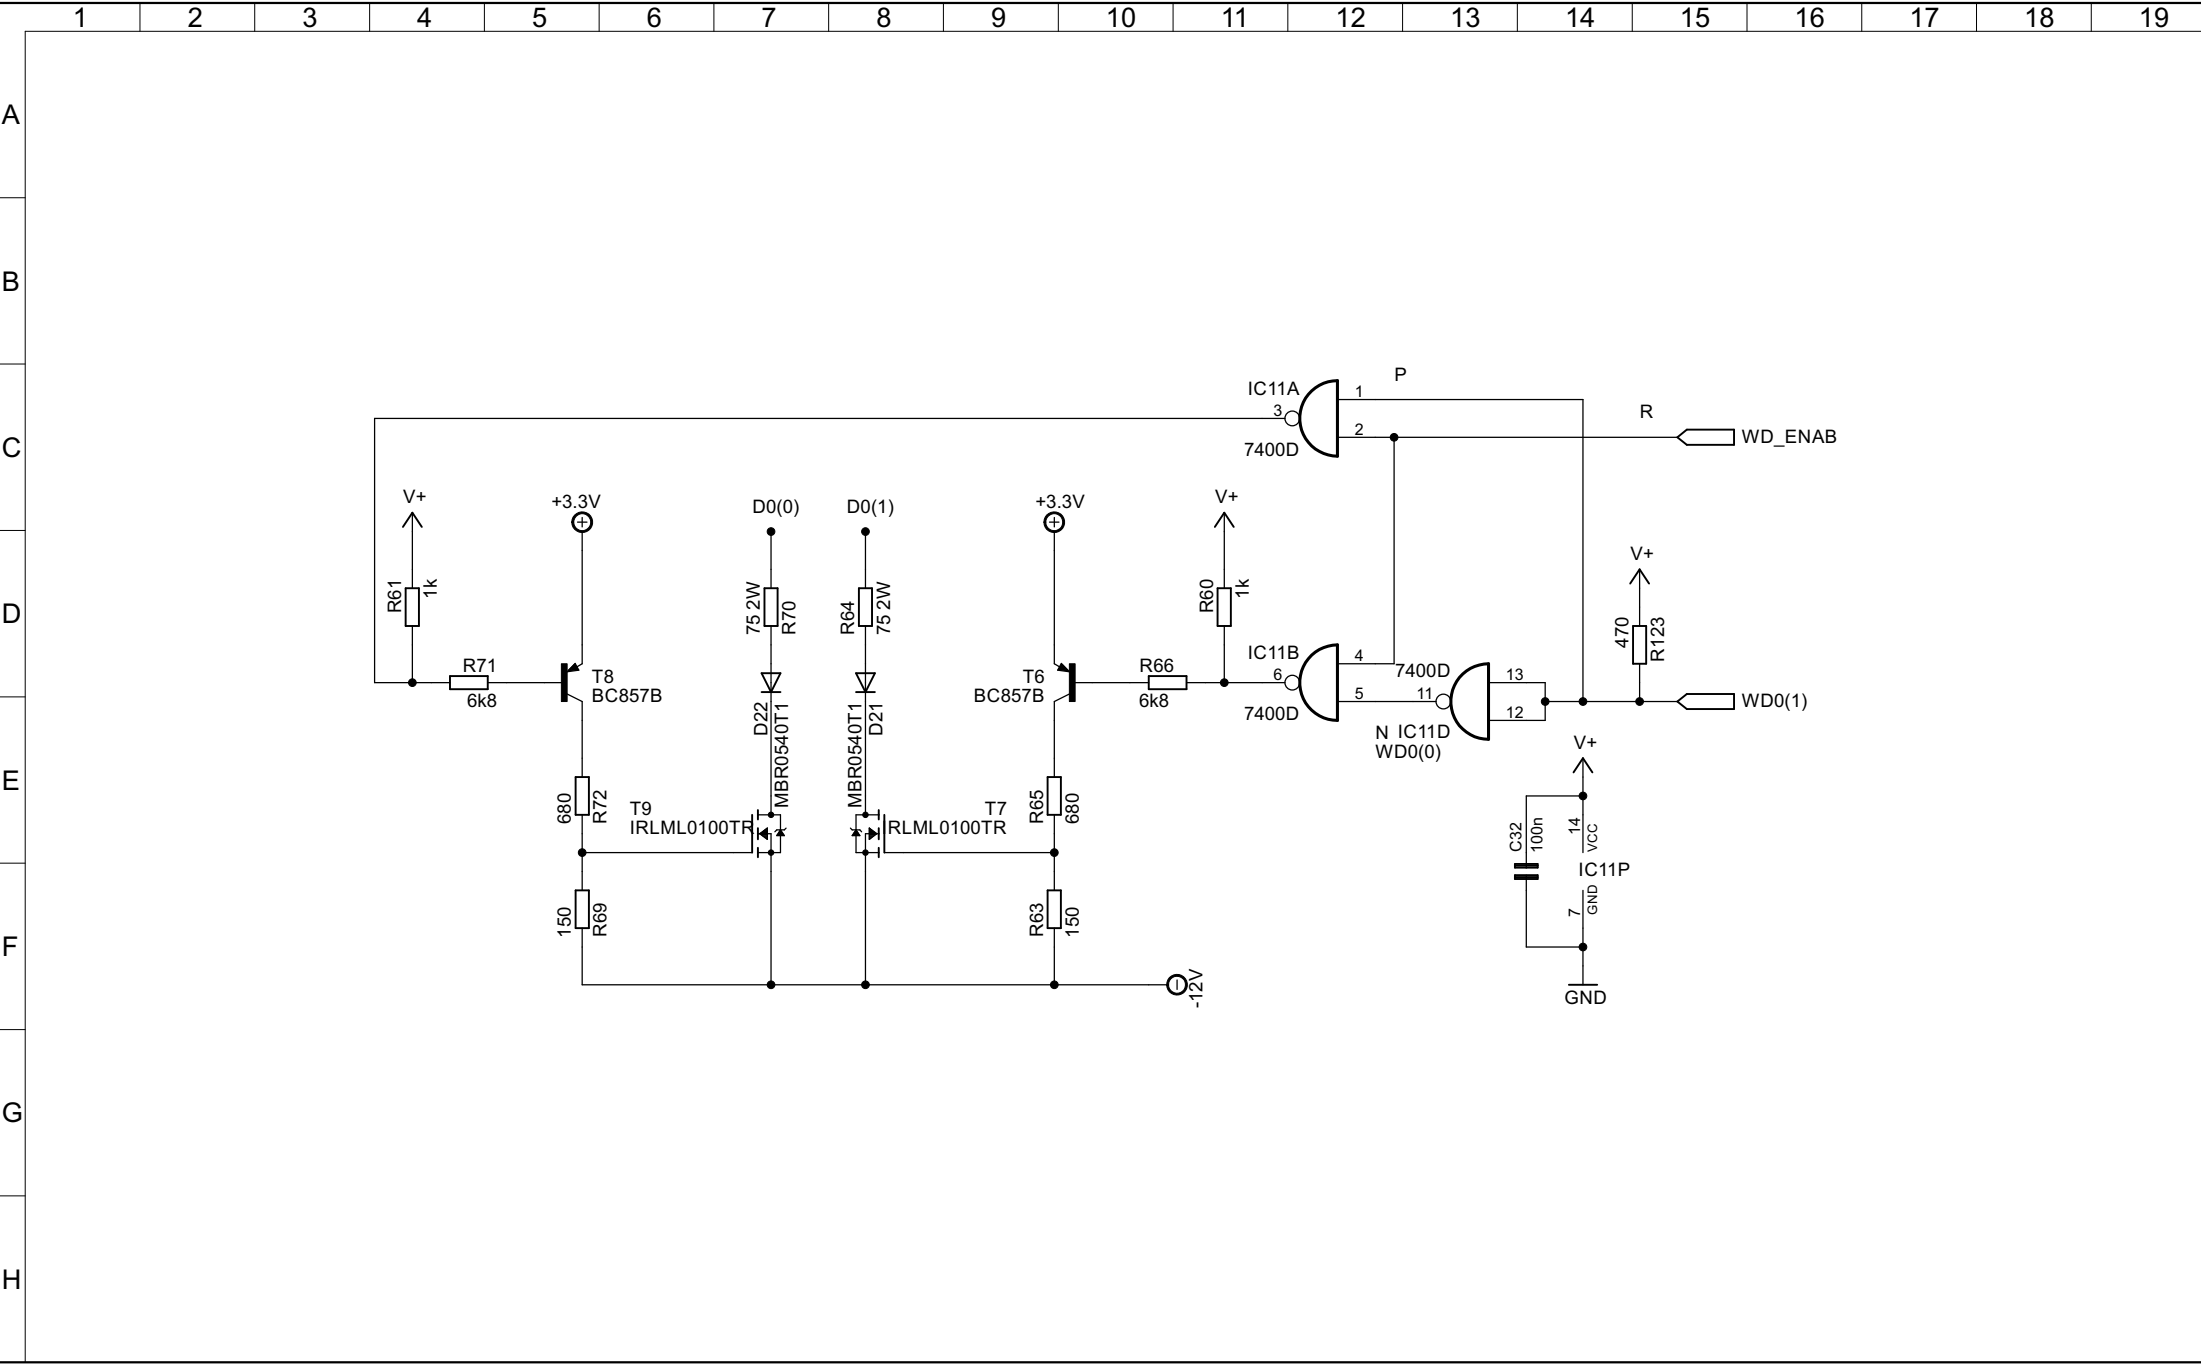 1 2 3 4 5 6 7 8 9 10 11 12 13 14 15 16 17 18 19
A
B
C
D
E
F
G
H
IC11A
3
7400D
1
2
P
R
WD_ENAB
V+
+3.3V
D0(0)
D0(1)
+3.3V
V+
V+
R61
1k
75 2W
R70
R64
75 2W
R60
1k
470
R123
R71
6k8
T8
BC857B
D22
MBR0540T1
MBR0540T1
D21
T6
BC857B
R66
6k8
IC11B
6
7400D
4
5
7400D
11
N IC11D
WD0(0)
13
12
WD0(1)
680
R72
T9
IRLML0100TR
T7
IRLML0100TR
R65
680
V+
C32
100n
14
VCC
IC11P
7
GND
150
R69
R63
150
-12V
GND